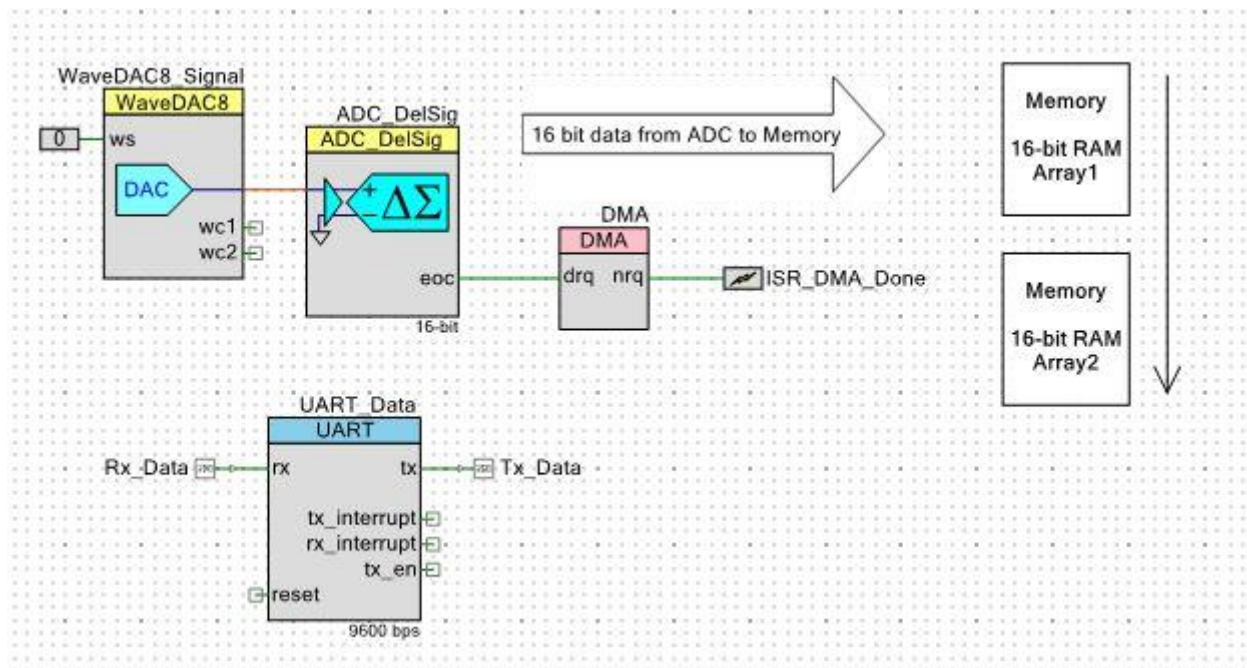 WaveDAC8_Signal
WaveDAC8
0
ws
DAC
wc1
wc2
ADC_DelSig
ADC_DelSig
+
−
ΔΣ
eoc
16-bit
16 bit data from ADC to Memory
DMA
DMA
drq nrq
ISR_DMA_Done
Memory
16-bit RAM
Array1
Memory
16-bit RAM
Array2
UART_Data
UART
Rx_Data
rx
tx
Tx_Data
tx_interrupt
rx_interrupt
tx_en
reset
9600 bps